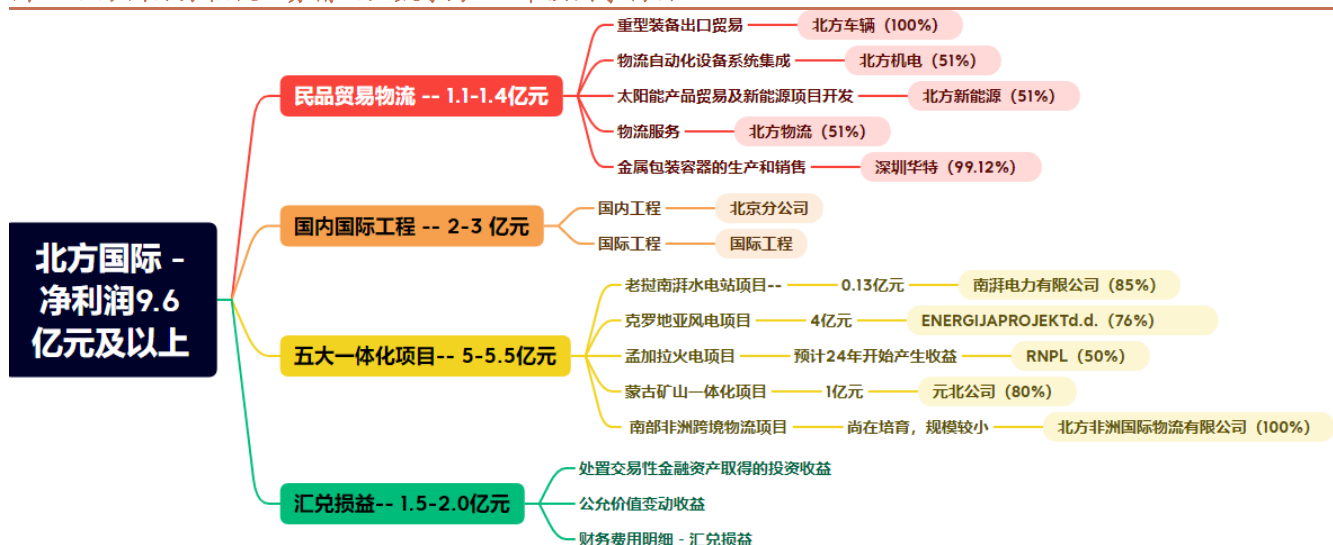 北方国际 -
净利润9.6
亿元及以上
民品贸易物流 -- 1.1-1.4亿元
重型装备出口贸易
北方车辆（100%）
物流自动化设备系统集成
北方机电（51%）
太阳能产品贸易及新能源项目开发
北方新能源（51%）
物流服务
北方物流（51%）
金属包装容器的生产和销售
深圳华特（99.12%）
国内国际工程 -- 2-3 亿元
国内工程
北京分公司
国际工程
国际工程
五大一体化项目-- 5-5.5亿元
老挝南湃水电站项目--
0.13亿元
南湃电力有限公司（85%）
克罗地亚风电项目
4亿元
ENERGIJAPROJEKTd.d.（76%）
孟加拉火电项目
预计24年开始产生收益
RNPL（50%）
蒙古矿山一体化项目
1亿元
元北公司（80%）
南部非洲跨境物流项目
尚在培育，规模较小
北方非洲国际物流有限公司（100%）
汇兑损益-- 1.5-2.0亿元
处置交易性金融资产取得的投资收益
公允价值变动收益
财务费用明细 - 汇兑损益